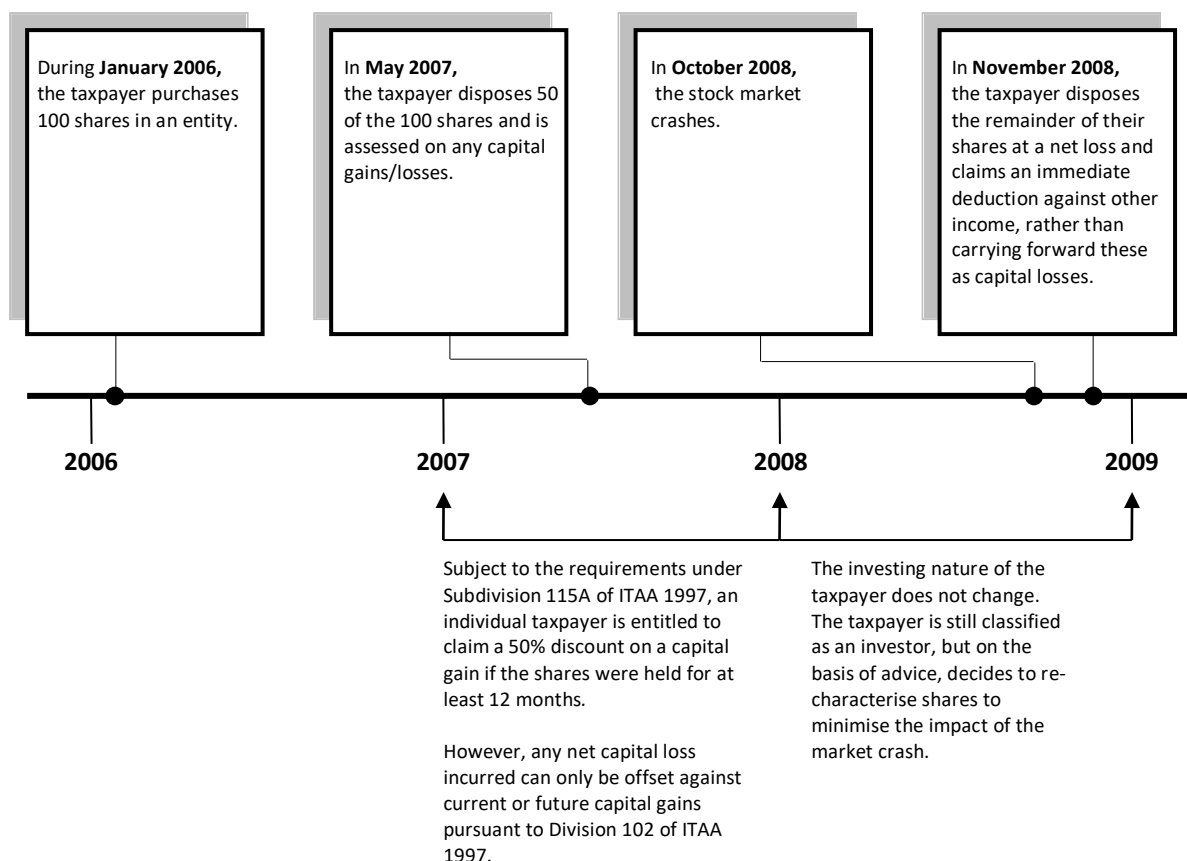 During January 2006,
the taxpayer purchases
100 shares in an entity.
In May 2007,
the taxpayer disposes 50
of the 100 shares and is
assessed on any capital
gains/losses.
In October 2008,
the stock market
crashes.
In November 2008,
the taxpayer disposes
the remainder of their
shares at a net loss and
claims an immediate
deduction against other
income, rather than
carrying forward these
as capital losses.
2006
2007
2008
2009
Subject to the requirements under
Subdivision 115A of ITAA 1997, an
individual taxpayer is entitled to
claim a 50% discount on a capital
gain if the shares were held for at
least 12 months.
However, any net capital loss
incurred can only be offset against
current or future capital gains
pursuant to Division 102 of ITAA
1997.
The investing nature of the
taxpayer does not change.
The taxpayer is still classified
as an investor, but on the
basis of advice, decides to re-
characterise shares to
minimise the impact of the
market crash.